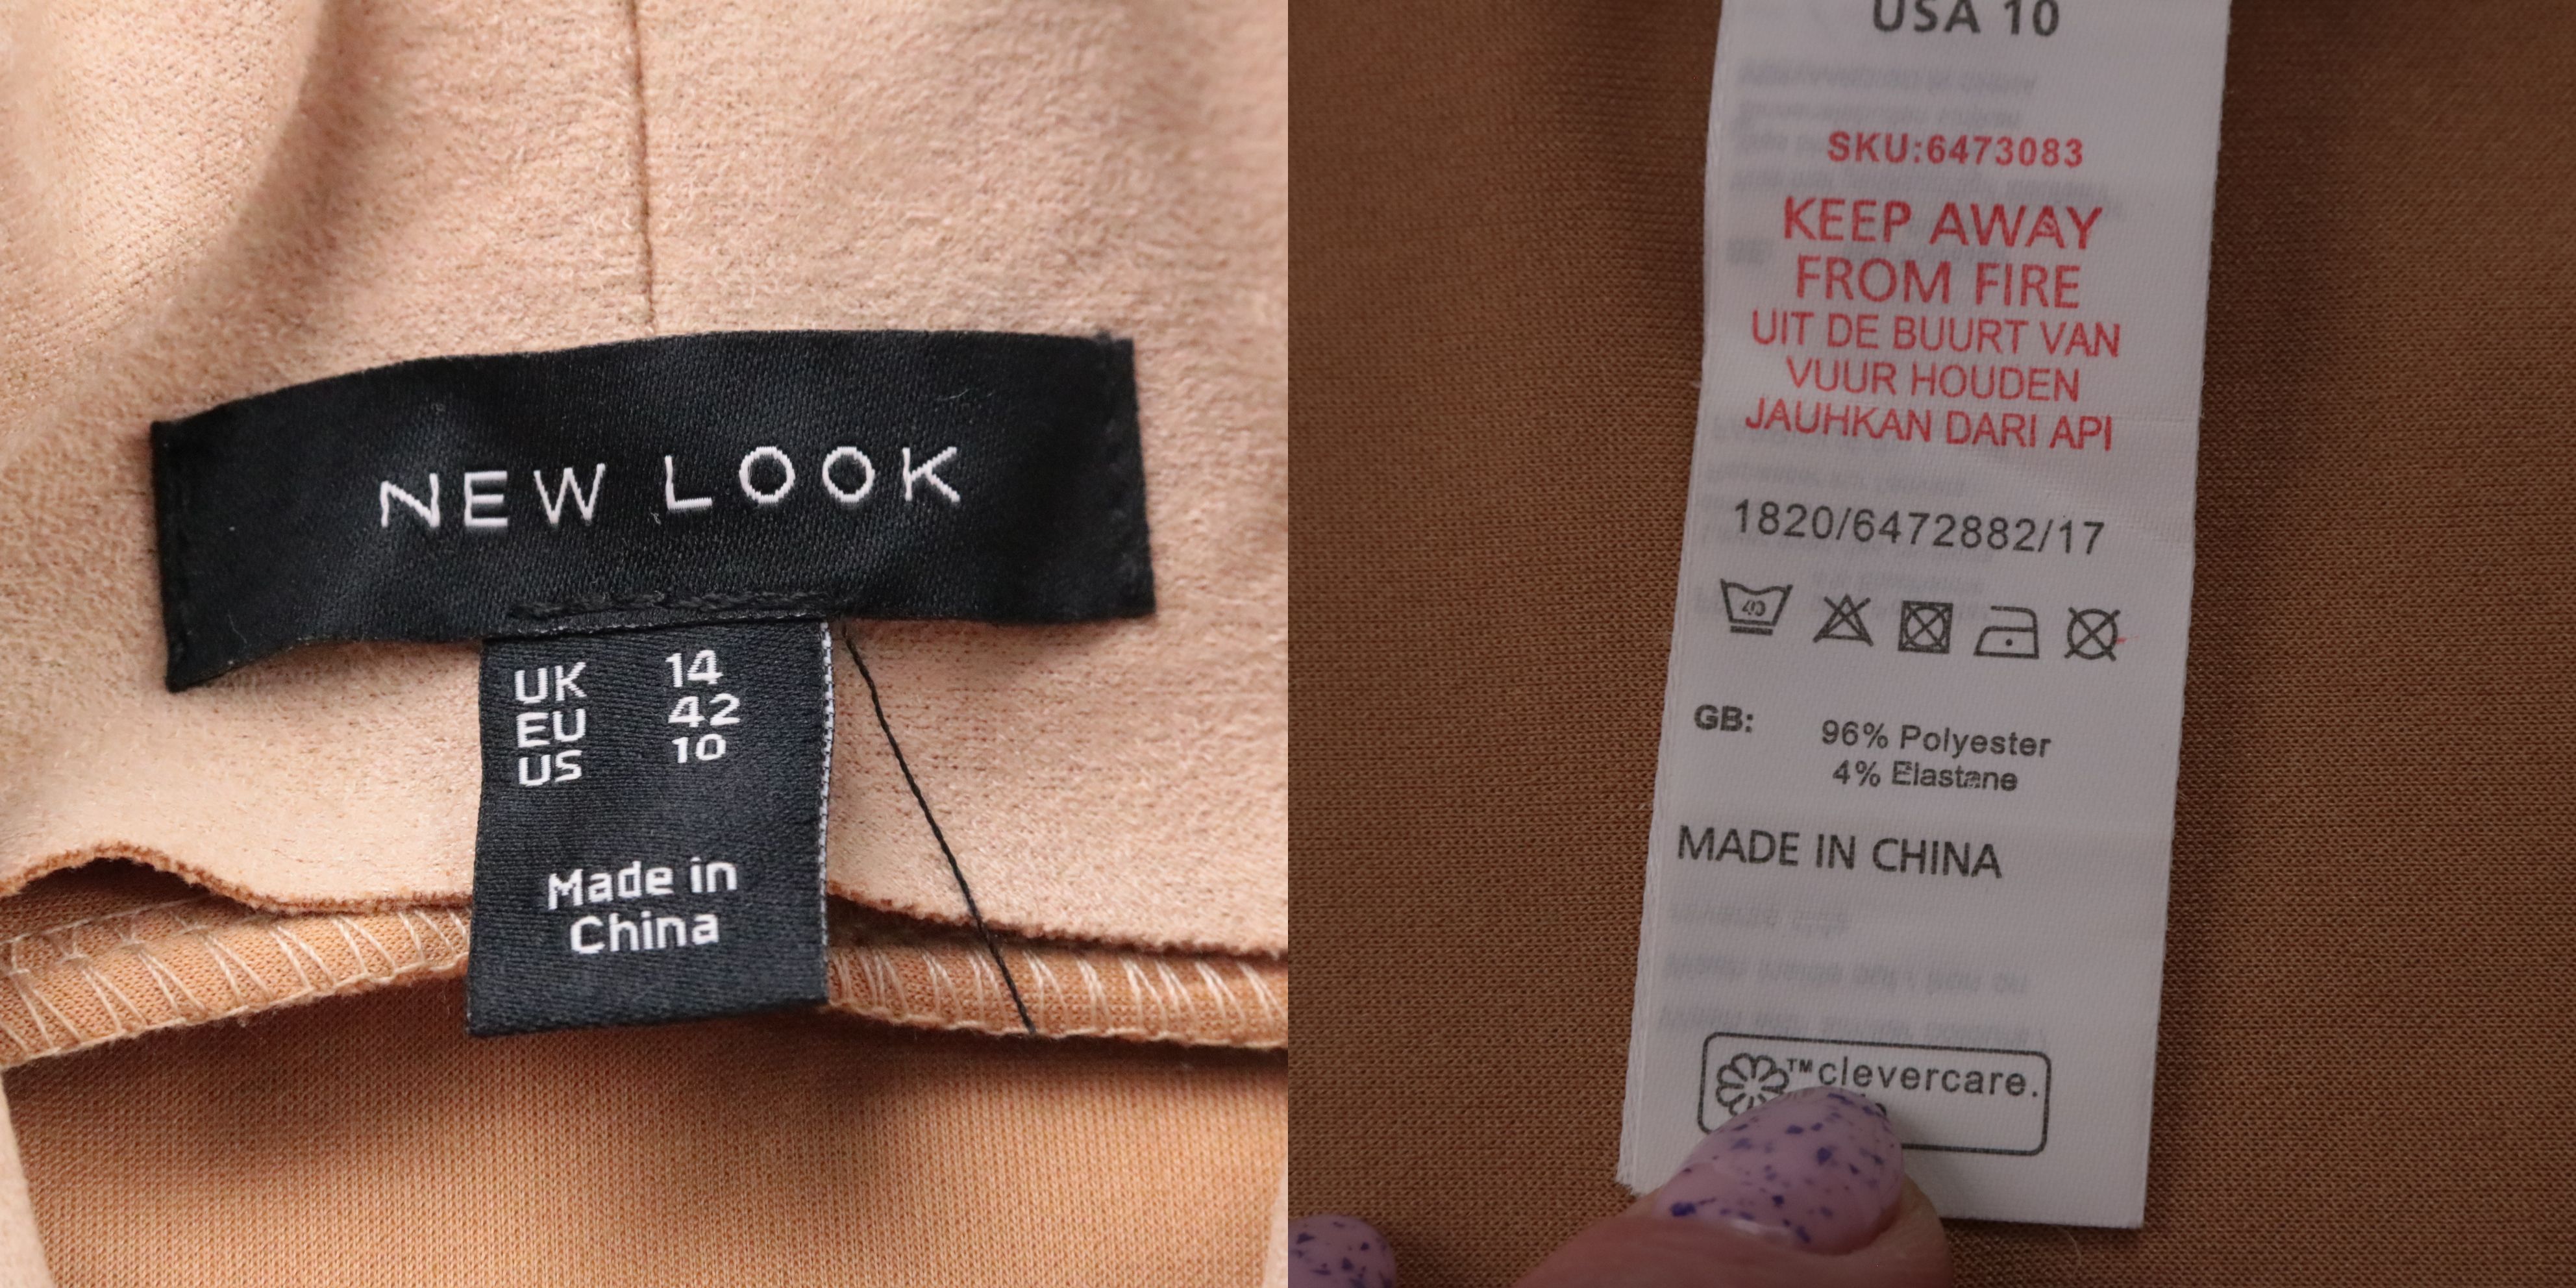 NEW LOOK
UK 14
EU 42
US 10
Made in
China
USA 10
SKU:6473083
KEEP AWAY
FROM FIRE
UIT DE BUURT VAN
VUUR HOUDEN
JAUHKAN DARI API
1820/6472882/17
40
GB: 96% Polyester
4% Elastane
MADE IN CHINA
™clevercare.